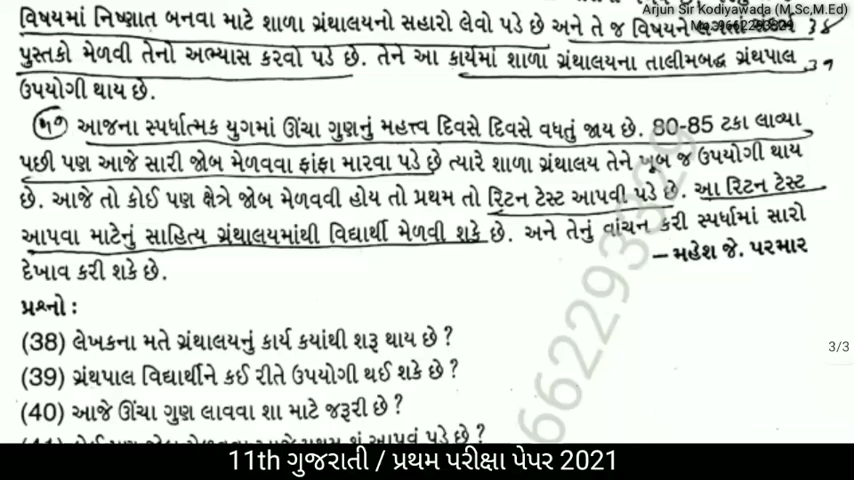 Arjun Sir Kodiyawada (M,Sc,M.Ed)
વિષયમાં નિષ્ણાત બનવા માટે શાળા ગ્રંથાલયનો સહારો લેવો પડે છે અને તે જ વિષયને 38
પુસ્તકો મેળવી તેનો અભ્યાસ કરવો પડે છે. તેને આ કાર્યમાં શાળા ગ્રંથાલયના તાલીમબદ્ધ ગ્રંથપાલ 39
ઉપયોગી થાય છે.
આજના સ્પર્ધાત્મક યુગમાં ઊંચા ગુણનું મહત્ત્વ દિવસે દિવસે વધતું જાય છે. 80-85 ટકા લાવ્યા
પછી પણ આજે સારી જોબ મેળવવા ફાંફા મારવા પડે છે ત્યારે શાળા ગ્રંથાલય તેને ખૂબ જ ઉપયોગી થાય
છે. આજે તો કોઈ પણ ક્ષેત્રે જોબ મેળવવી હોય તો પ્રથમ તો રિટન ટેસ્ટ આપવી પડે છે. આ રિટન ટેસ્ટ
આપવા માટેનું સાહિત્ય ગ્રંથાલયમાંથી વિદ્યાર્થી મેળવી શકે છે. અને તેનું વાંચન કરી સ્પર્ધામાં સારો
દેખાવ કરી શકે છે.
– મહેશ જે. પરમાર
પ્રશ્નો :
(38) લેખકના મતે ગ્રંથાલયનું કાર્ય કયાંથી શરૂ થાય છે ?
3/3
(39) ગ્રંથપાલ વિદ્યાર્થીને કઈ રીતે ઉપયોગી થઈ શકે છે ?
(40) આજે ઊંચા ગુણ લાવવા શા માટે જરૂરી છે ?
11th ગુજરાતી / પ્રથમ પરીક્ષા પેપર 2021